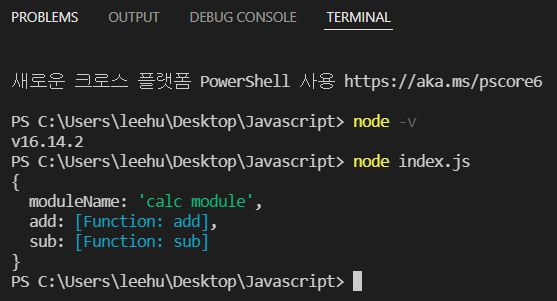 PROBLEMS OUTPUT DEBUG CONSOLE TERMINAL
새로운 크로스 플랫폼 PowerShell 사용 https://aka.ms/pscore6
PS C:\Users\leehu\Desktop\Javascript> node -v
v16.14.2
PS C:\Users\leehu\Desktop\Javascript> node index.js
{
  moduleName: 'calc module',
  add: [Function: add],
  sub: [Function: sub]
}
PS C:\Users\leehu\Desktop\Javascript>